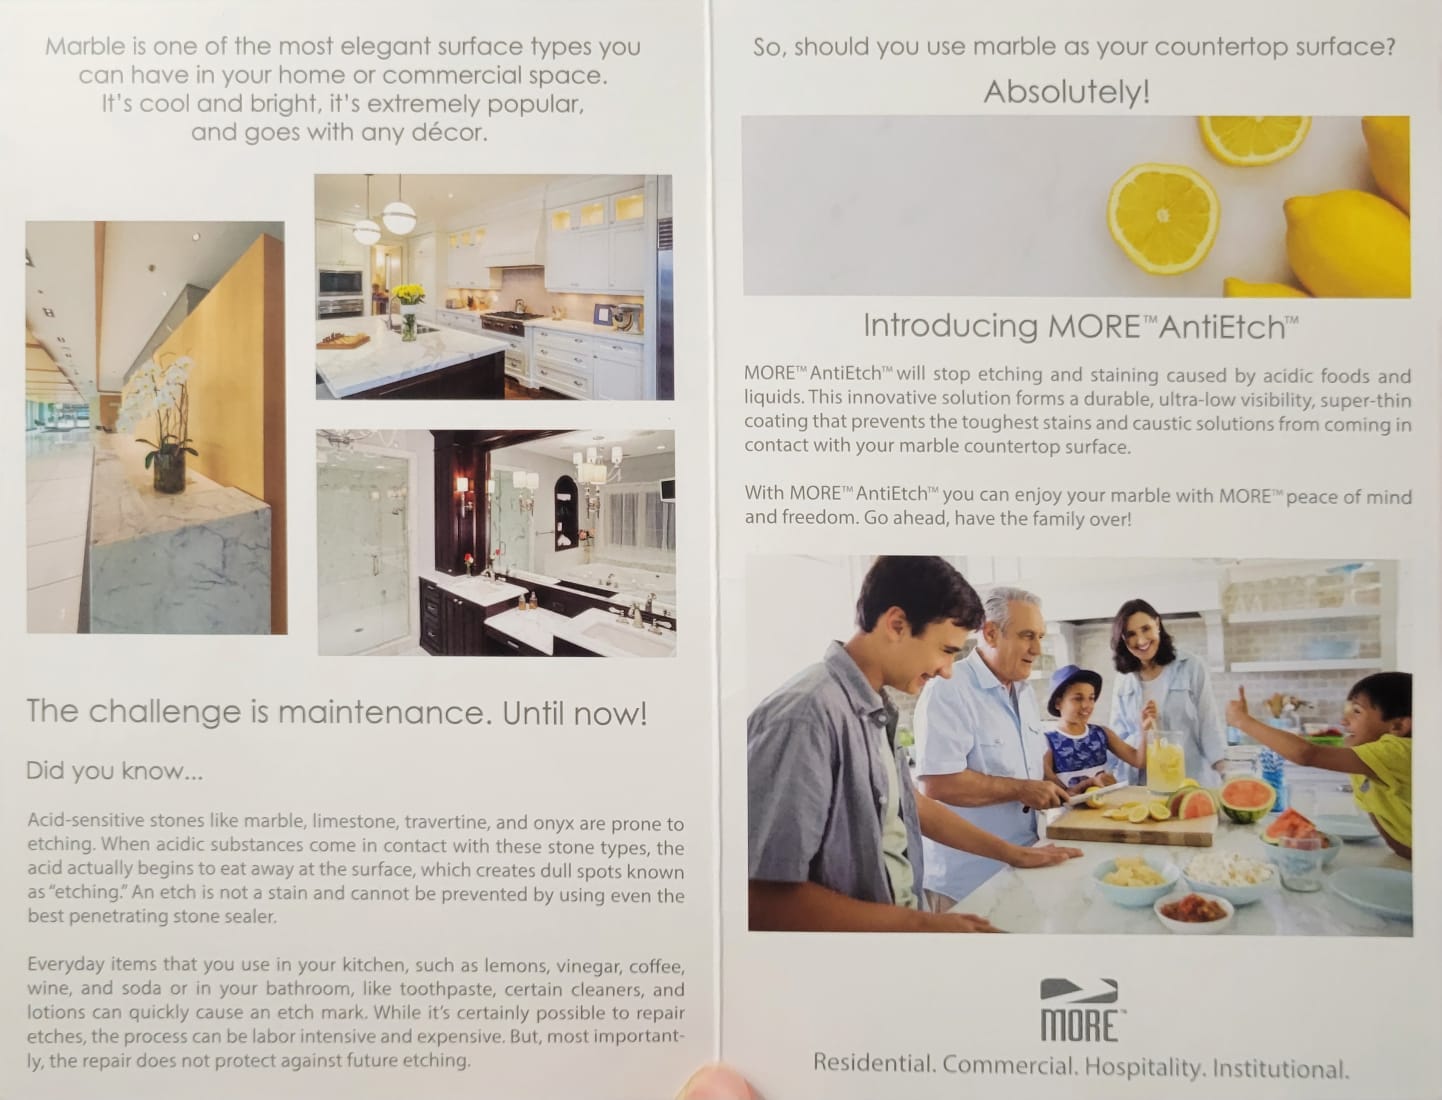 Marble is one of the most elegant surface types you
can have in your home or commercial space.
It's cool and bright, it's extremely popular,
and goes with any décor.
The challenge is maintenance. Until now!
Did you know...
Acid-sensitive stones like marble, limestone, travertine, and onyx are prone to
etching. When acidic substances come in contact with these stone types, the
acid actually begins to eat away at the surface, which creates dull spots known
as “etching.” An etch is not a stain and cannot be prevented by using even the
best penetrating stone sealer.
Everyday items that you use in your kitchen, such as lemons, vinegar, coffee,
wine, and soda or in your bathroom, like toothpaste, certain cleaners, and
lotions can quickly cause an etch mark. While it's certainly possible to repair
etches, the process can be labor intensive and expensive. But, most important-
ly, the repair does not protect against future etching.
So, should you use marble as your countertop surface?
Absolutely!
Introducing MORE™ AntiEtch™
MORE™ AntiEtch™ will stop etching and staining caused by acidic foods and
liquids. This innovative solution forms a durable, ultra-low visibility, super-thin
coating that prevents the toughest stains and caustic solutions from coming in
contact with your marble countertop surface.
With MORE™ AntiEtch™ you can enjoy your marble with MORE™ peace of mind
and freedom. Go ahead, have the family over!
MORE™
Residential. Commercial. Hospitality. Institutional.